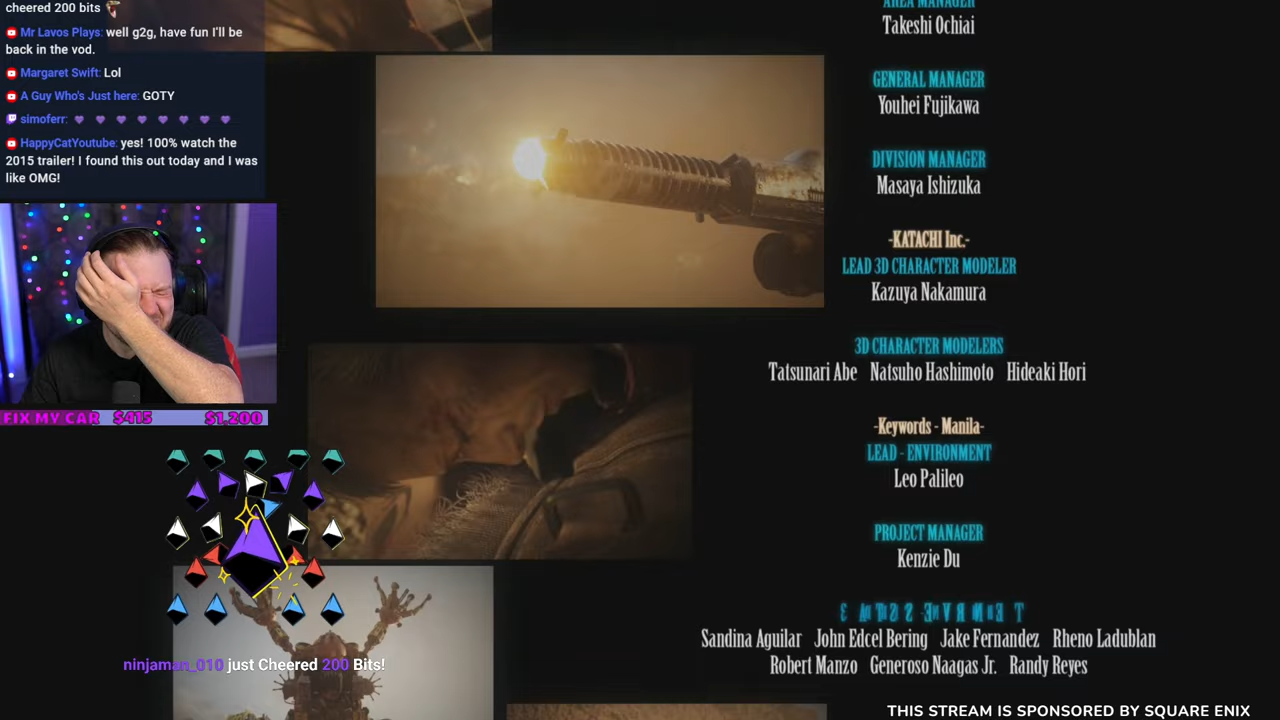 cheered 200 bits
Mr Lavos Plays: well g2g, have fun I'll be
back in the vod.
Margaret Swift: Lol
A Guy Who's Just here: GOTY
simoferr:
HappyCatYoutube: yes! 100% watch the
2015 trailer! I found this out today and I was
like OMG!
FIX MY CAR $415 $1,200
ninjaman_010 just Cheered 200 Bits!
AREA MANAGER
Takeshi Ochiai
GENERAL MANAGER
Youhei Fujikawa
DIVISION MANAGER
Masaya Ishizuka
-KATACHI Inc.-
LEAD 3D CHARACTER MODELER
Kazuya Nakamura
3D CHARACTER MODELERS
Tatsunari Abe Natsuho Hashimoto Hideaki Hori
-Keywords - Manila-
LEAD - ENVIRONMENT
Leo Palileo
PROJECT MANAGER
Kenzie Du
Sandina Aguilar John Edcel Bering Jake Fernandez Rheno Ladublan
Robert Manzo Generoso Naagas Jr. Randy Reyes
THIS STREAM IS SPONSORED BY SQUARE ENIX